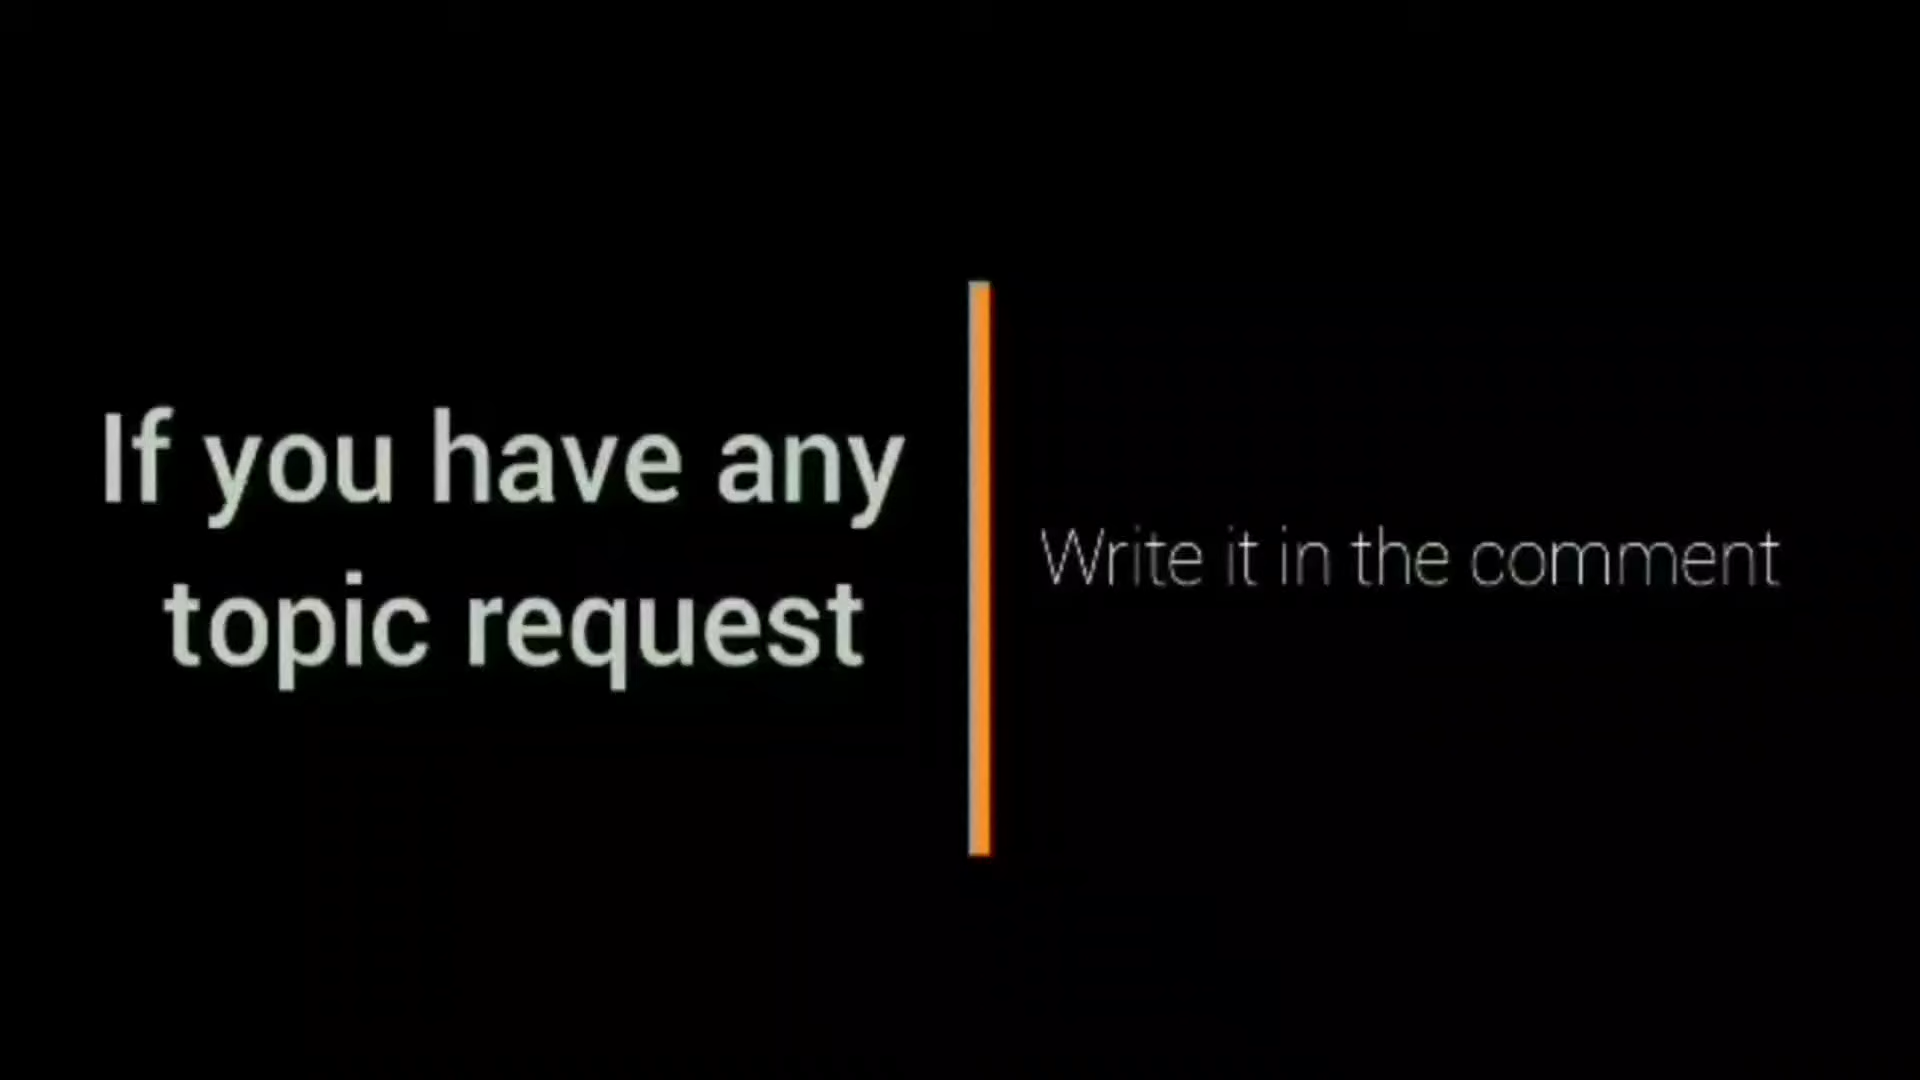 If you have any
topic request
Write it in the comment